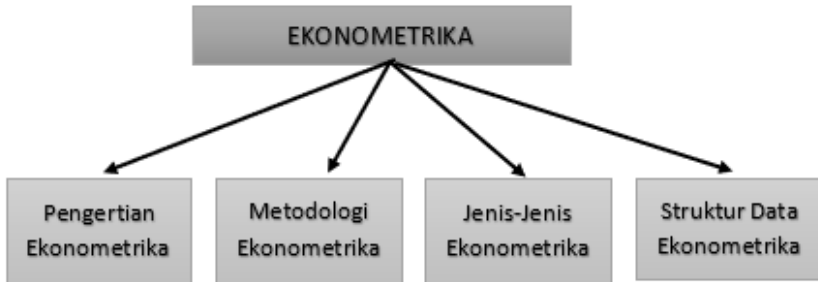 EKONOMETRIKA
Pengertian
Ekonometrika
Metodologi
Ekonometrika
Jenis-Jenis
Ekonometrika
Struktur Data
Ekonometrika